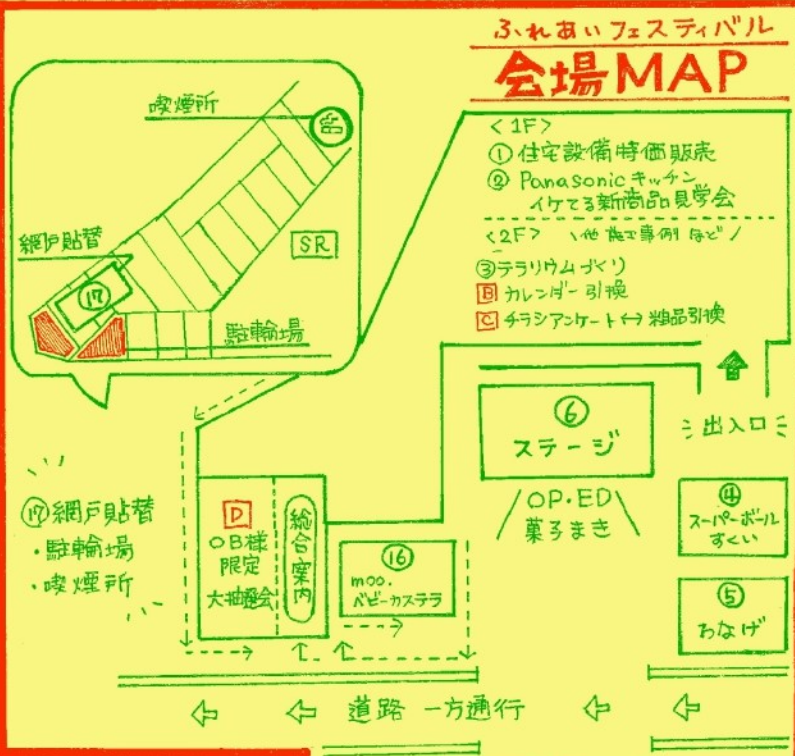 ふれあいフェスティバル
会場MAP
<1F>
① 住宅設備特価販売
② Panasonicキッチン
イケてる新商品見学会
<2F> \他 施工事例 など/
③テラリウムづくり
B カレンダー引換
C チラシアンケート↔粗品引換
喫煙所
網戸貼替
⑰
SR
駐輪場
⑥
ステージ
出入口
OP・ED
菓子まき
④
スーパーボール
すくい
⑤
わなげ
⑰網戸貼替
・駐輪場
・喫煙所
D
OB様
限定
大抽選会
総合案内
⑯
moo.
ベビーカステラ
道路 一方通行